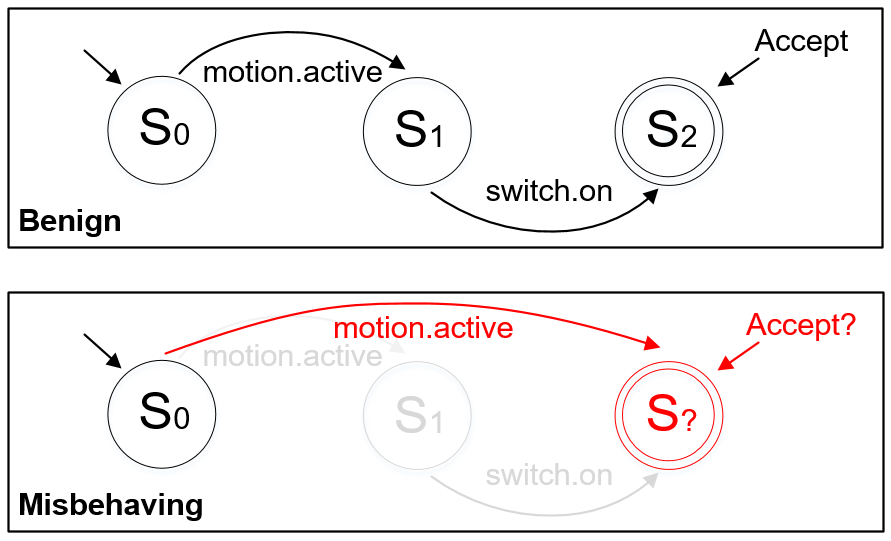 Accept
motion.active
S0
S1
S2
switch.on
Benign
motion.active
Accept?
motion.active
S0
S1
S?
switch.on
Misbehaving